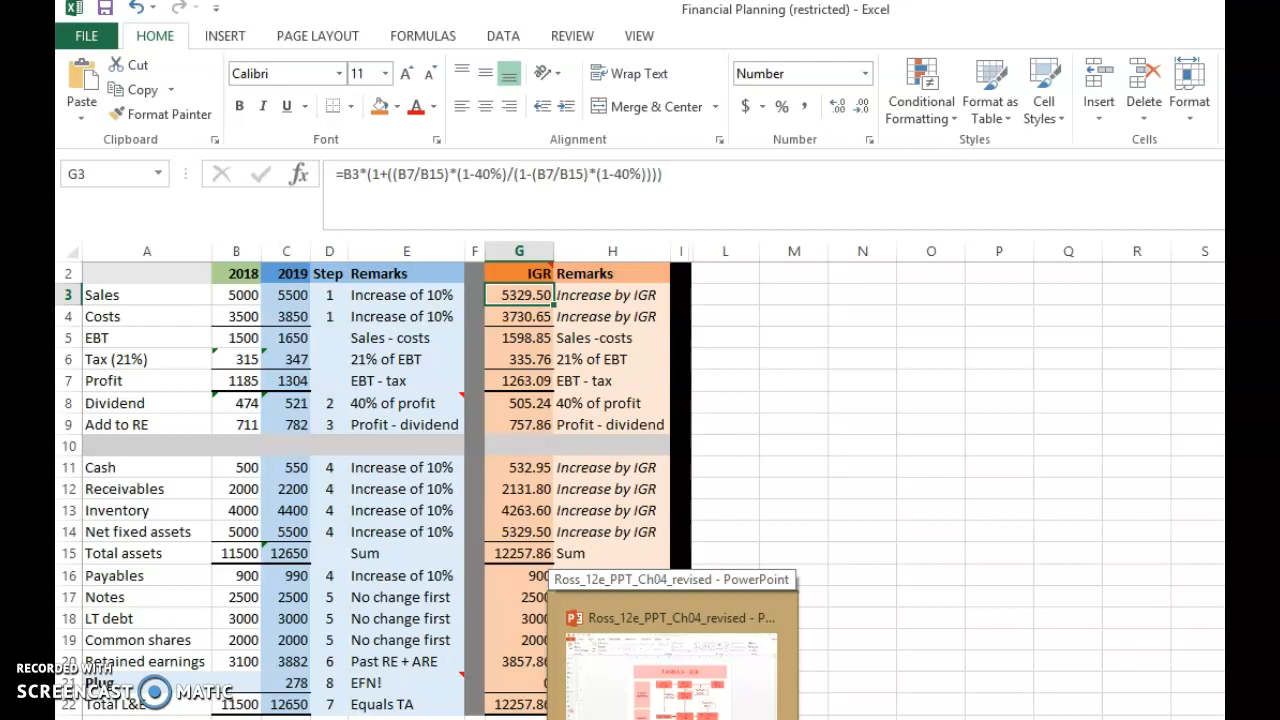 Financial Planning (restricted) - Excel
FILE HOME INSERT PAGE LAYOUT FORMULAS DATA REVIEW VIEW
Cut
Copy
Format Painter
Paste
Clipboard
Calibri 11
B I U
Font
Wrap Text
Merge & Center
Alignment
Number
$ % ,
Number
Conditional Formatting
Format as Table
Cell Styles
Styles
Insert Delete Format
Cells
G3 fx =B3*(1+((B7/B15)*(1-40%)/(1-(B7/B15)*(1-40%))))
A B C D E F G H I L M N O P Q R S
2 2018 2019 Step Remarks IGR Remarks
3 Sales 5000 5500 1 Increase of 10% 5329.50 Increase by IGR
4 Costs 3500 3850 1 Increase of 10% 3730.65 Increase by IGR
5 EBT 1500 1650 Sales - costs 1598.85 Sales -costs
6 Tax (21%) 315 347 21% of EBT 335.76 21% of EBT
7 Profit 1185 1304 EBT - tax 1263.09 EBT - tax
8 Dividend 474 521 2 40% of profit 505.24 40% of profit
9 Add to RE 711 782 3 Profit - dividend 757.86 Profit - dividend
10
11 Cash 500 550 4 Increase of 10% 532.95 Increase by IGR
12 Receivables 2000 2200 4 Increase of 10% 2131.80 Increase by IGR
13 Inventory 4000 4400 4 Increase of 10% 4263.60 Increase by IGR
14 Net fixed assets 5000 5500 4 Increase of 10% 5329.50 Increase by IGR
15 Total assets 11500 12650 Sum 12257.86 Sum
16 Payables 900 990 4 Increase of 10% 900
Ross_12e_PPT_Ch04_revised - PowerPoint
17 Notes 2500 2500 5 No change first 2500
18 LT debt 3000 3000 5 No change first 3000
Ross_12e_PPT_Ch04_revised - P...
19 Common shares 2000 2000 5 No change first 2000
Retained earnings 3100 3882 6 Past RE + ARE 3857.86
Plug 278 8 EFN! 0
22 Total L&E 11500 12650 7 Equals TA 12257.86
RECORDED WITH
SCREENCAST MATIC